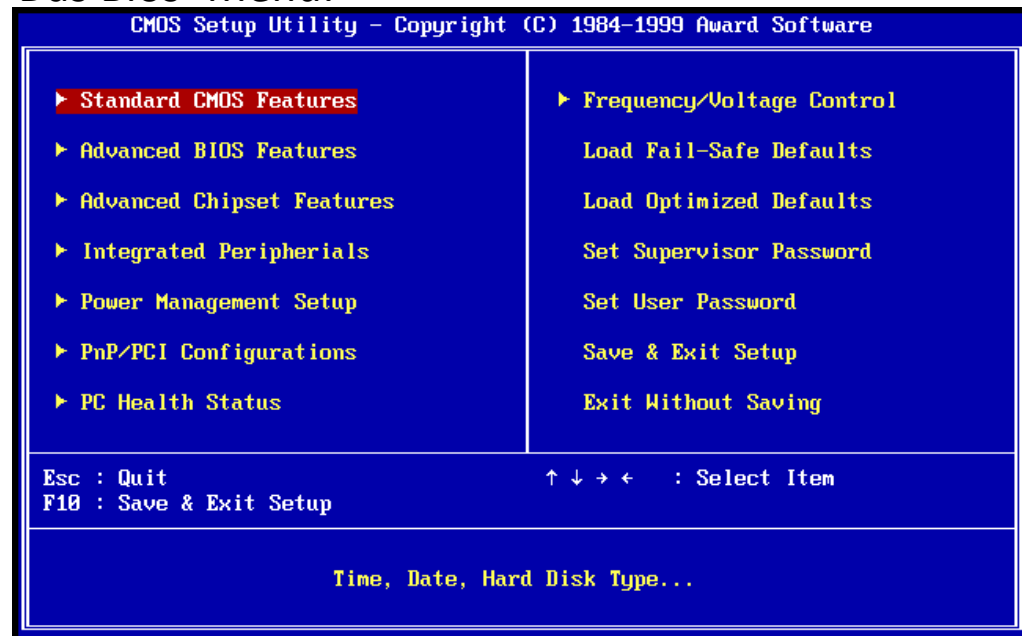 Das Bios-Menü:
CMOS Setup Utility – Copyright (C) 1984–1999 Award Software
Standard CMOS Features
Advanced BIOS Features
Advanced Chipset Features
Integrated Peripherials
Power Management Setup
PnP/PCI Configurations
PC Health Status
Frequency/Voltage Control
Load Fail-Safe Defaults
Load Optimized Defaults
Set Supervisor Password
Set User Password
Save & Exit Setup
Exit Without Saving
Esc : Quit
↑ ↓ → ← : Select Item
F10 : Save & Exit Setup
Time, Date, Hard Disk Type...